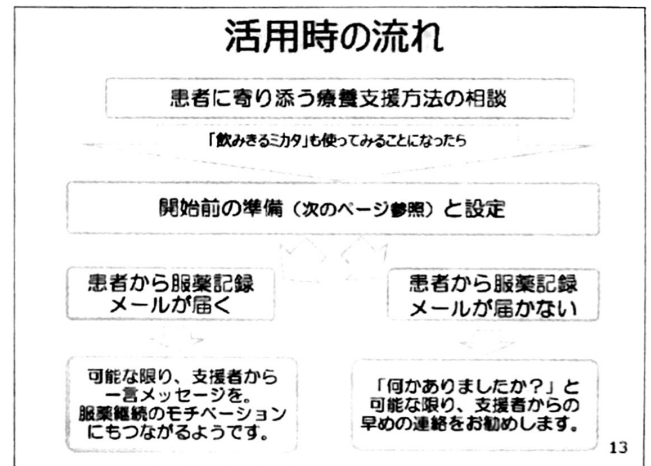 活用時の流れ
患者に寄り添う療養支援方法の相談
「飲みきるミカタ」も使ってみることになったら
開始前の準備（次のページ参照）と設定
患者から服薬記録
メールが届く
患者から服薬記録
メールが届かない
可能な限り、支援者から
一言メッセージを。
服薬継続のモチベーション
にもつながるようです。
「何かありましたか？」と
可能な限り、支援者からの
早めの連絡をお勧めします。
13